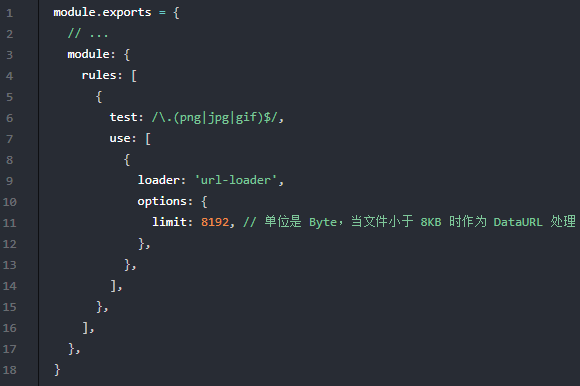 1 module.exports = {
2   // ...
3   module: {
4     rules: [
5       {
6         test: /\.(png|jpg|gif)$/,
7         use: [
8           {
9             loader: 'url-loader',
10             options: {
11               limit: 8192, // 单位是 Byte，当文件小于 8KB 时作为 DataURL 处理
12             },
13           },
14         ],
15       },
16     ],
17   },
18 }